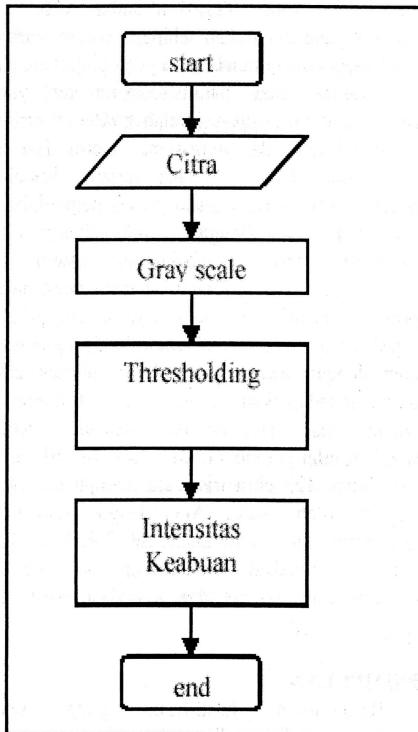 start
Citra
Gray scale
Thresholding
Intensitas
Keabuan
end